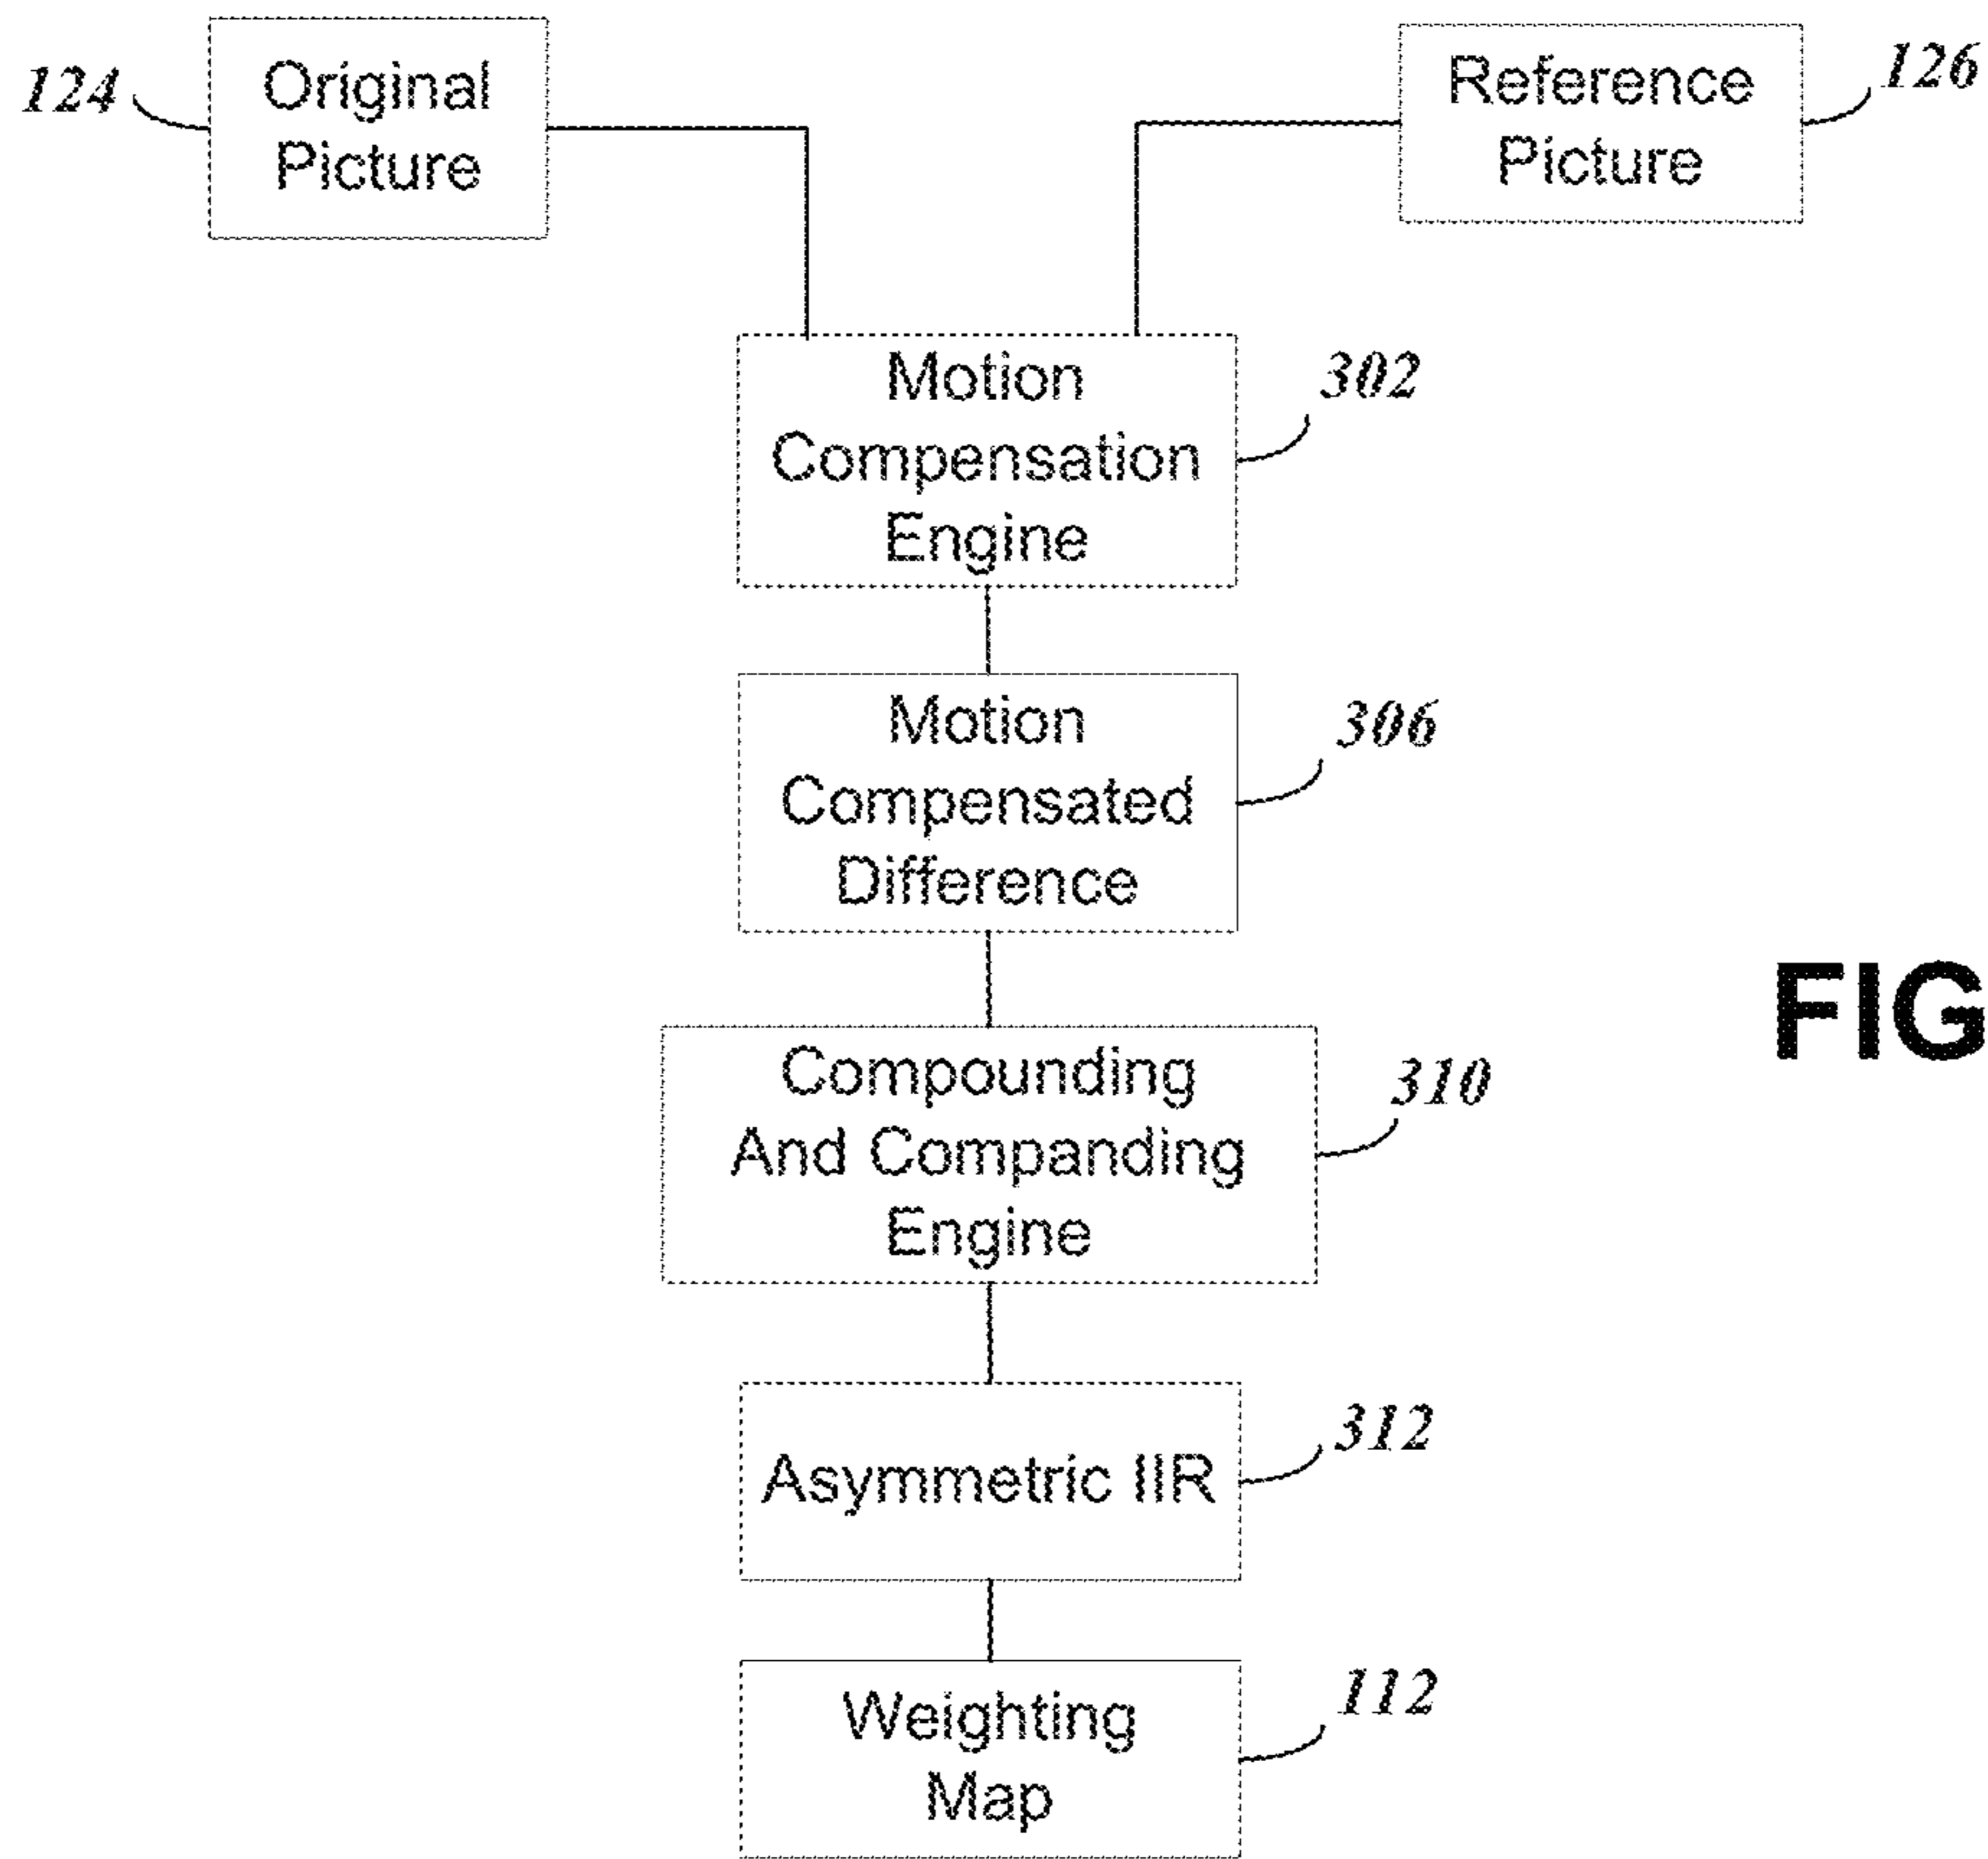 124
Original
Picture
Reference
Picture
126
Motion
Compensation
Engine
302
Motion
Compensated
Difference
306
FIG
Compounding
And Companding
Engine
310
Asymmetric IIR
312
Weighting
Map
112